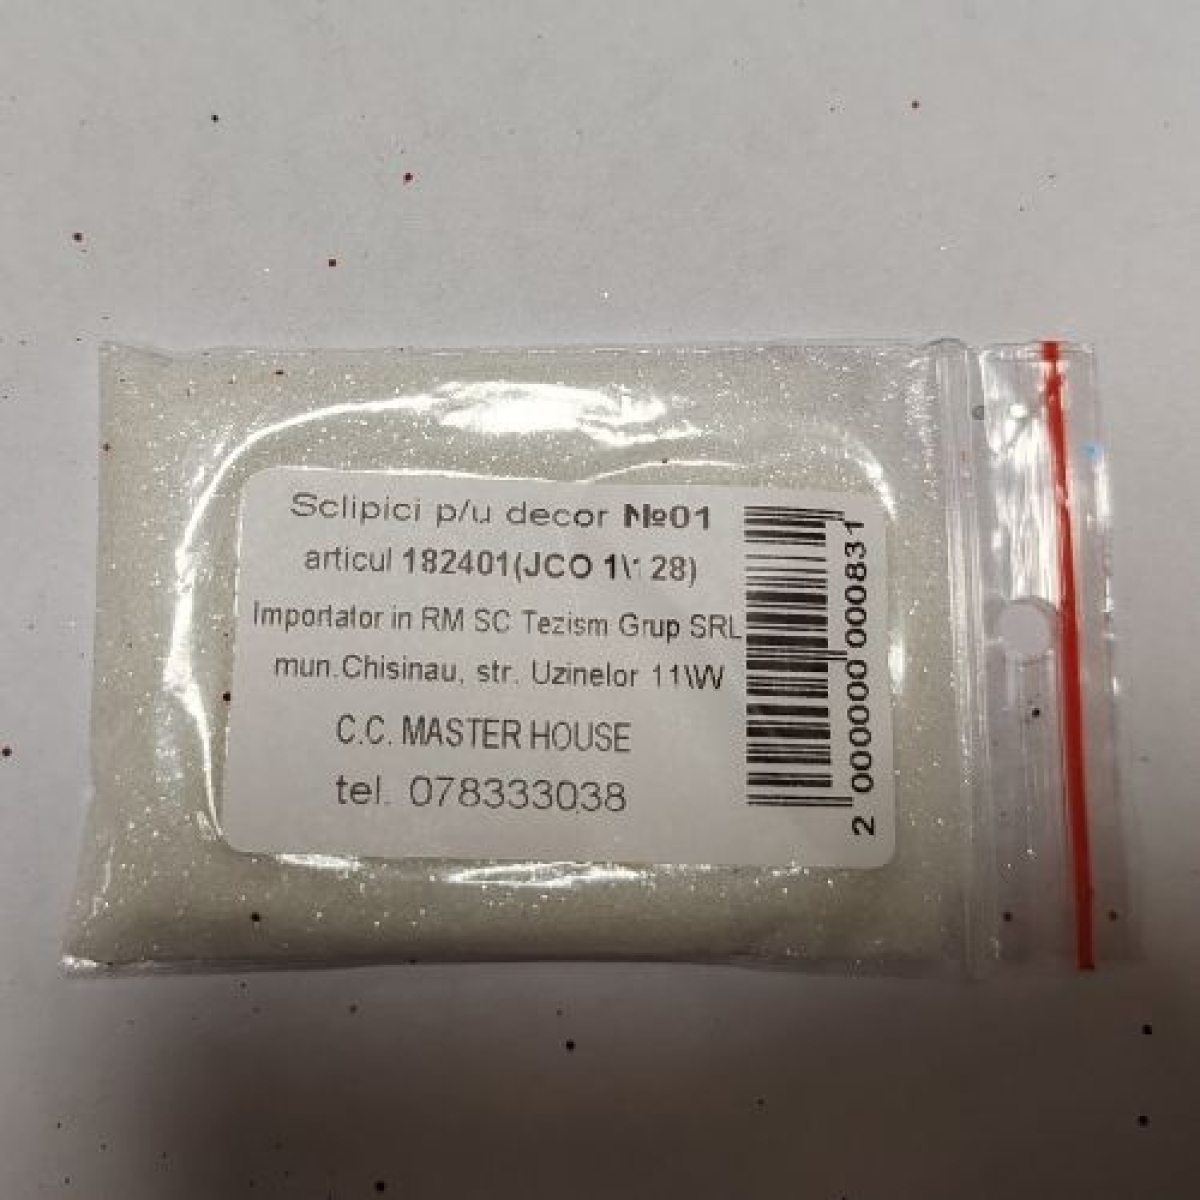 Sclipici p/u decor №01
articul 182401(JCO 1\1 28)
Importator in RM SC Tezism Grup SRL
mun.Chisinau, str. Uzinelor 11\W
C.C. MASTER HOUSE
tel. 078333038
2 000000 000831